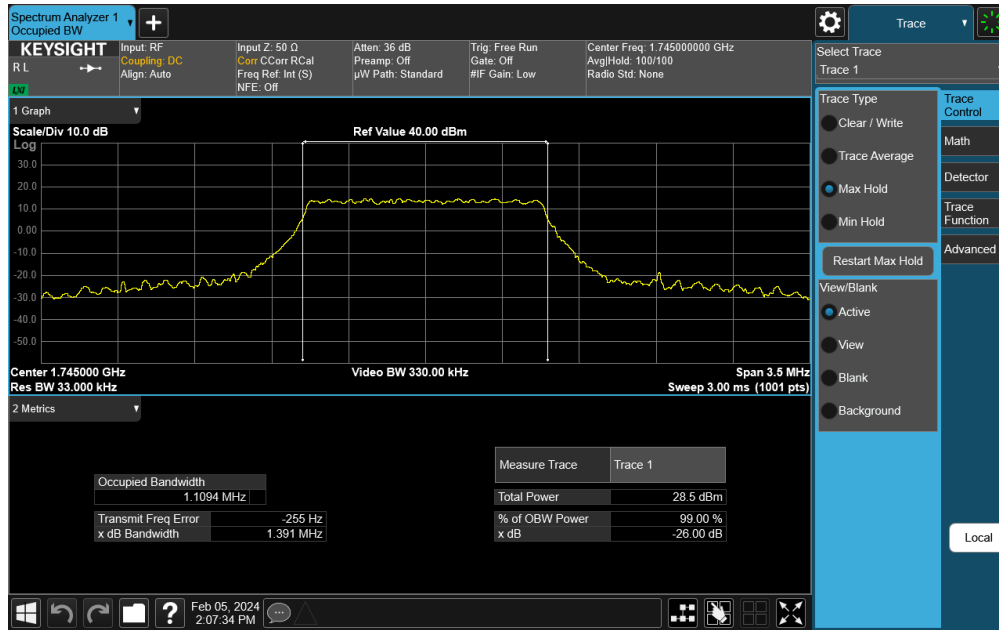 Spectrum Analyzer 1
Occupied BW
Trace
KEYSIGHT
R L
LXI
Input: RF
Coupling: DC
Align: Auto
Input Z: 50 Ω
Corr CCorr RCal
Freq Ref: Int (S)
NFE: Off
Atten: 36 dB
Preamp: Off
µW Path: Standard
Trig: Free Run
Gate: Off
#IF Gain: Low
Center Freq: 1.745000000 GHz
Avg|Hold: 100/100
Radio Std: None
Select Trace
Trace 1
1 Graph
Scale/Div 10.0 dB
Ref Value 40.00 dBm
Log
30.0
20.0
10.0
0.00
-10.0
-20.0
-30.0
-40.0
-50.0
Center 1.745000 GHz
Video BW 330.00 kHz
Span 3.5 MHz
Res BW 33.000 kHz
Sweep 3.00 ms (1001 pts)
Trace Type
Clear / Write
Trace Average
Max Hold
Min Hold
Restart Max Hold
View/Blank
Active
View
Blank
Background
Trace
Control
Math
Detector
Trace
Function
Advanced
Local
2 Metrics
Occupied Bandwidth
1.1094 MHz
Transmit Freq Error -255 Hz
x dB Bandwidth 1.391 MHz
Measure Trace Trace 1
Total Power 28.5 dBm
% of OBW Power 99.00 %
x dB -26.00 dB
?
Feb 05, 2024
2:07:34 PM